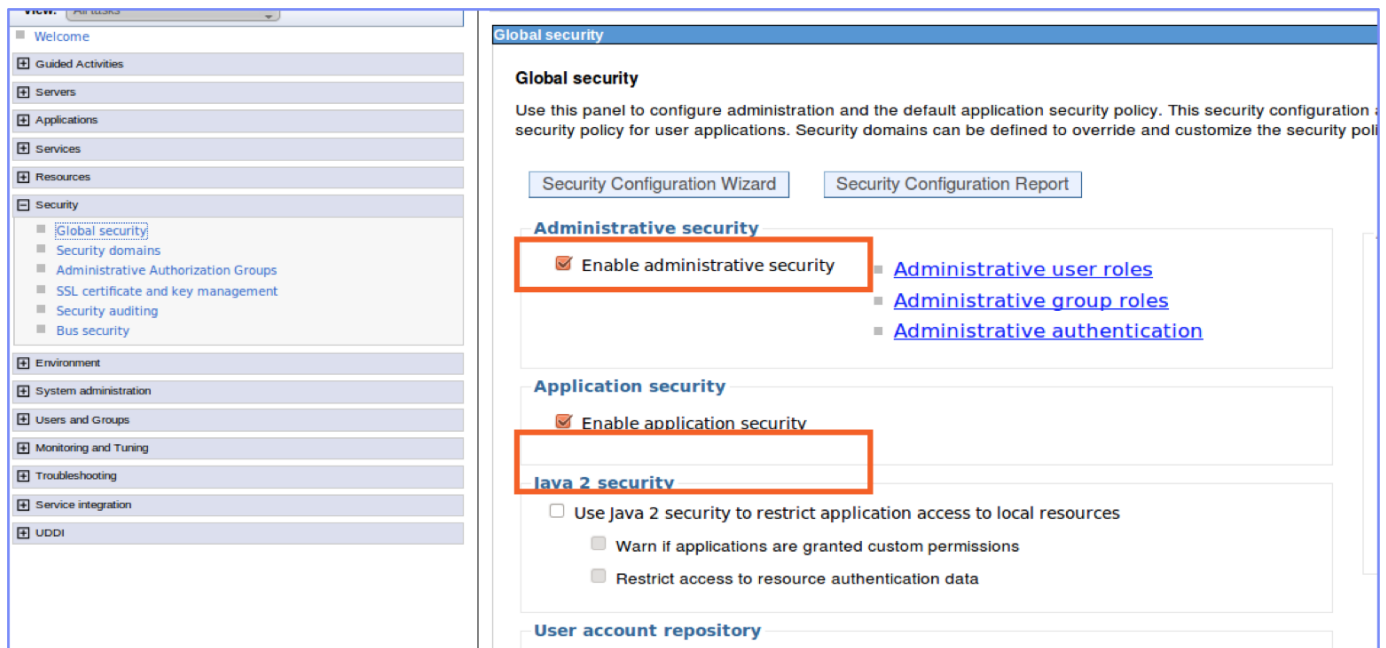 View: All tasks
Welcome
Guided Activities
Servers
Applications
Services
Resources
Security
Global security
Security domains
Administrative Authorization Groups
SSL certificate and key management
Security auditing
Bus security
Environment
System administration
Users and Groups
Monitoring and Tuning
Troubleshooting
Service integration
UDDI
Global security
Global security
Use this panel to configure administration and the default application security policy. This security configuration
security policy for user applications. Security domains can be defined to override and customize the security
Security Configuration Wizard Security Configuration Report
Administrative security
Enable administrative security
Administrative user roles
Administrative group roles
Administrative authentication
Application security
Enable application security
Java 2 security
Use Java 2 security to restrict application access to local resources
Warn if applications are granted custom permissions
Restrict access to resource authentication data
User account repository